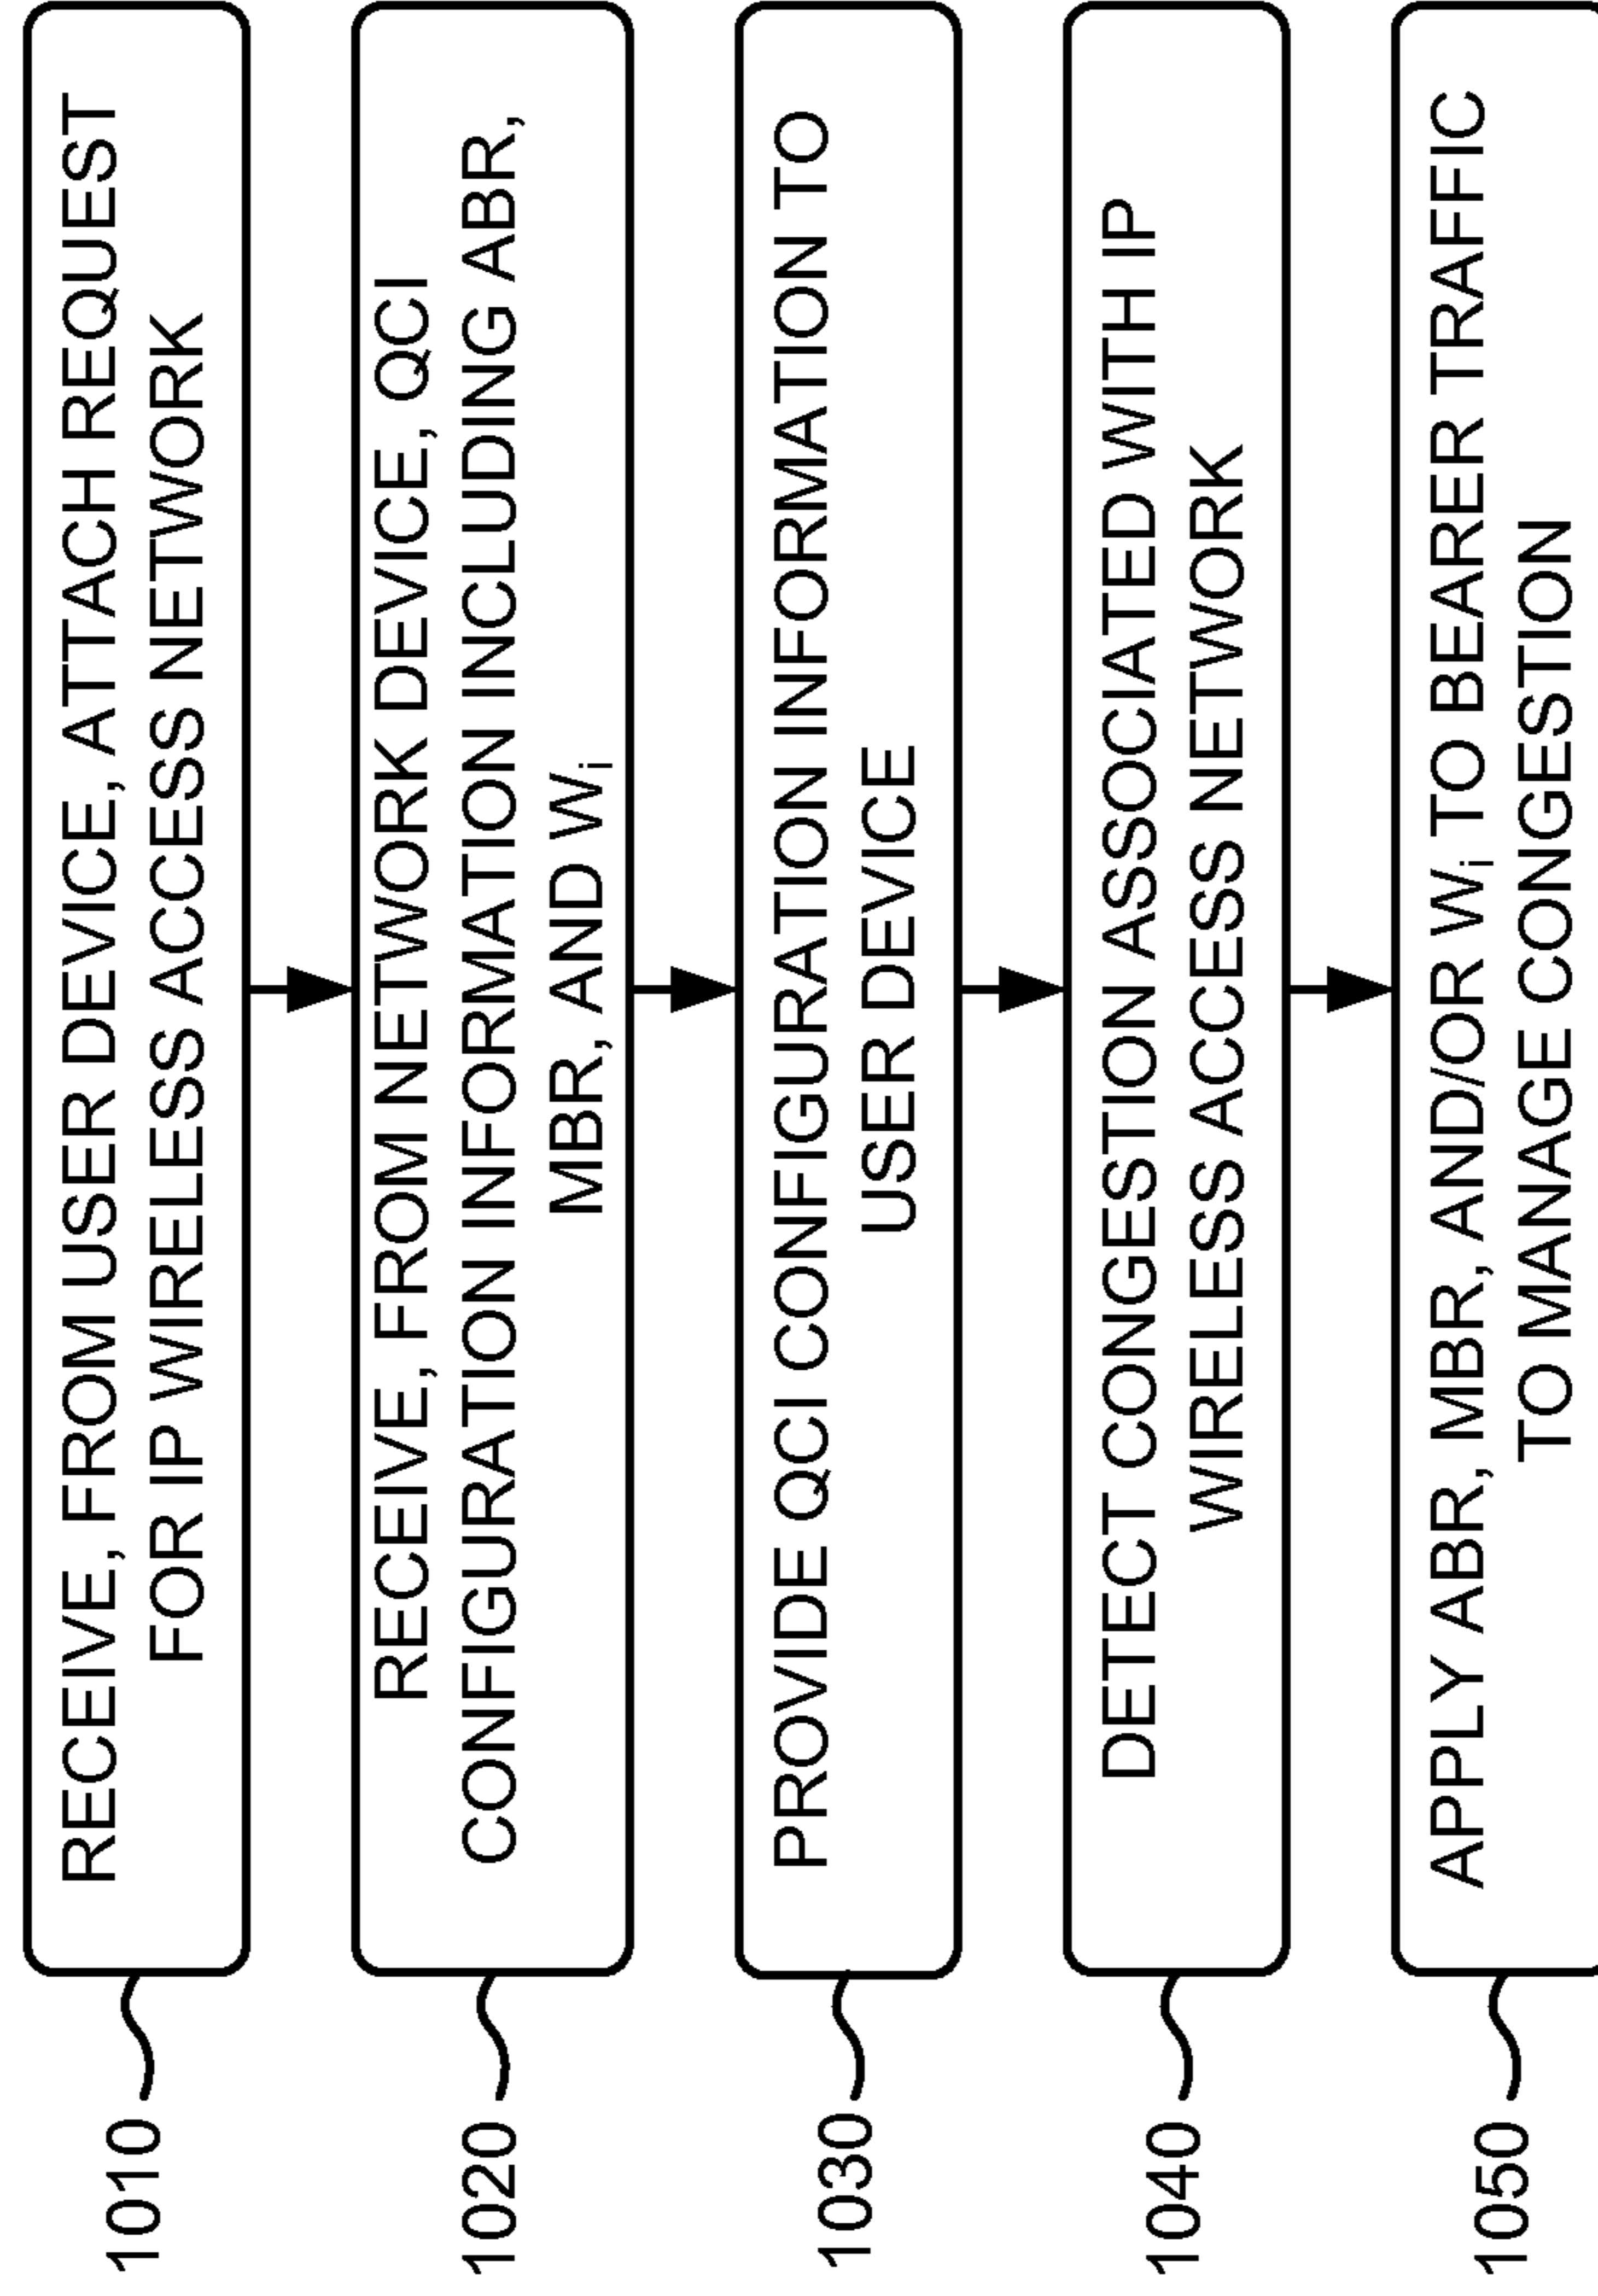 1010
RECEIVE, FROM USER DEVICE, ATTACH REQUEST
FOR IP WIRELESS ACCESS NETWORK
1020
RECEIVE, FROM NETWORK DEVICE, QCI
CONFIGURATION INFORMATION INCLUDING ABR,
MBR, AND Wi
1030
PROVIDE QCI CONFIGURATION INFORMATION TO
USER DEVICE
1040
DETECT CONGESTION ASSOCIATED WITH IP
WIRELESS ACCESS NETWORK
1050
APPLY ABR, MBR, AND/OR Wi TO BEARER TRAFFIC
TO MANAGE CONGESTION